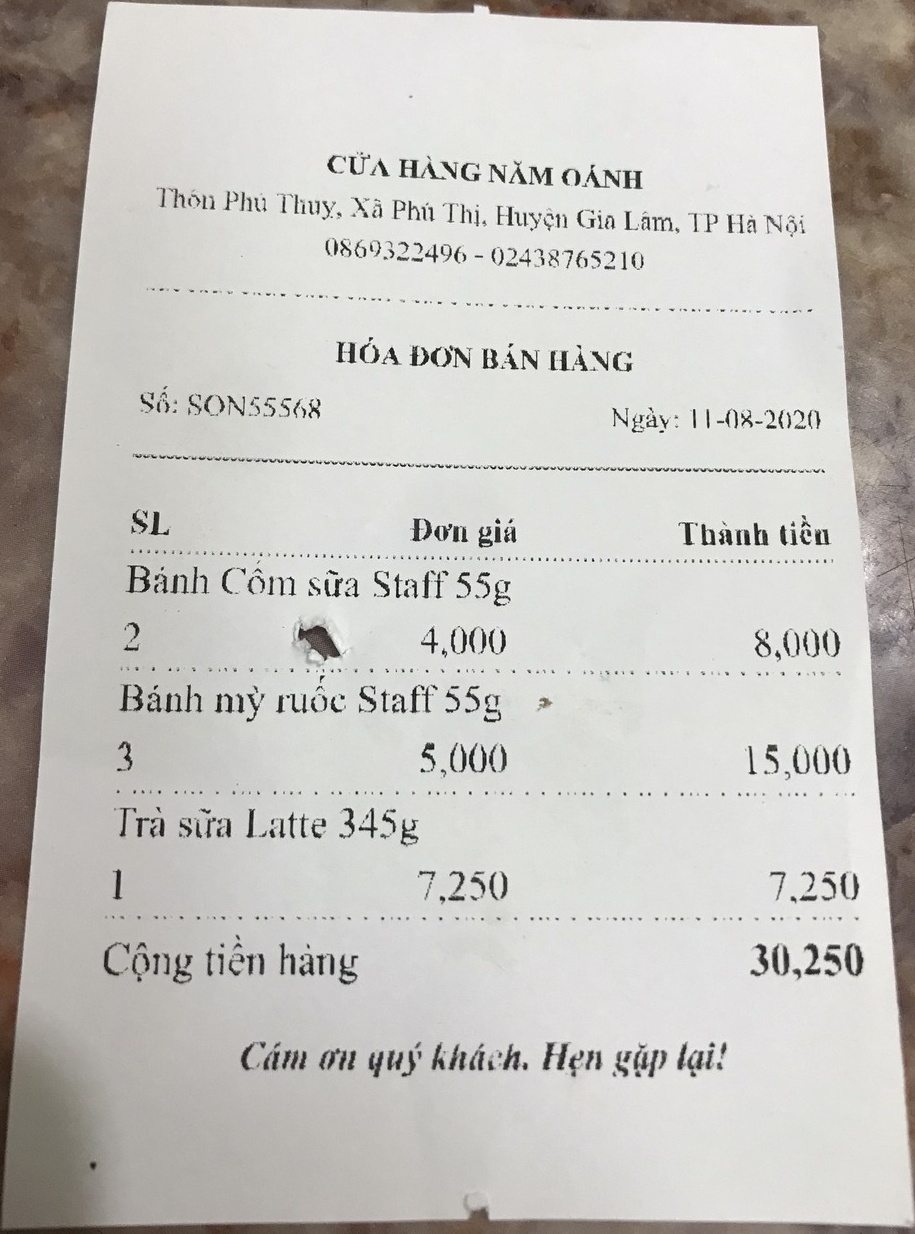 CỬA HÀNG NĂM OÁNH
Thôn Phú Thuỵ, Xã Phú Thị, Huyện Gia Lâm, TP Hà Nội
0869322496 - 02438765210
HÓA ĐƠN BÁN HÀNG
Số: SON55568 Ngày: 11-08-2020
SL Đơn giá Thành tiền
Bánh Cốm sữa Staff 55g
2 4,000 8,000
Bánh mỳ ruốc Staff 55g
3 5,000 15,000
Trà sữa Latte 345g
1 7,250 7,250
Cộng tiền hàng 30,250
Cám ơn quý khách. Hẹn gặp lại!